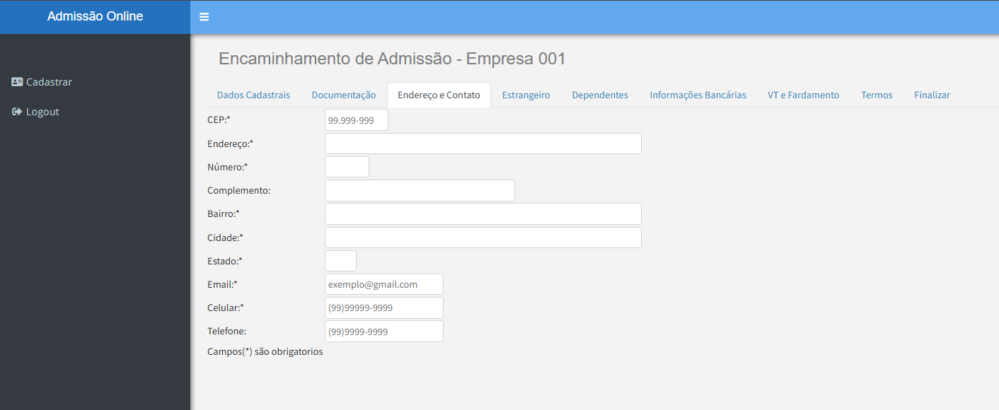 Admissão Online
Cadastrar
Logout
Encaminhamento de Admissão - Empresa 001
Dados Cadastrais Documentação Endereço e Contato Estrangeiro Dependentes Informações Bancárias VT e Fardamento Termos Finalizar
CEP:* 99.999-999
Endereço:*
Número:*
Complemento:
Bairro:*
Cidade:*
Estado:*
Email:* exemplo@gmail.com
Celular:* (99)99999-9999
Telefone: (99)9999-9999
Campos(*) são obrigatorios